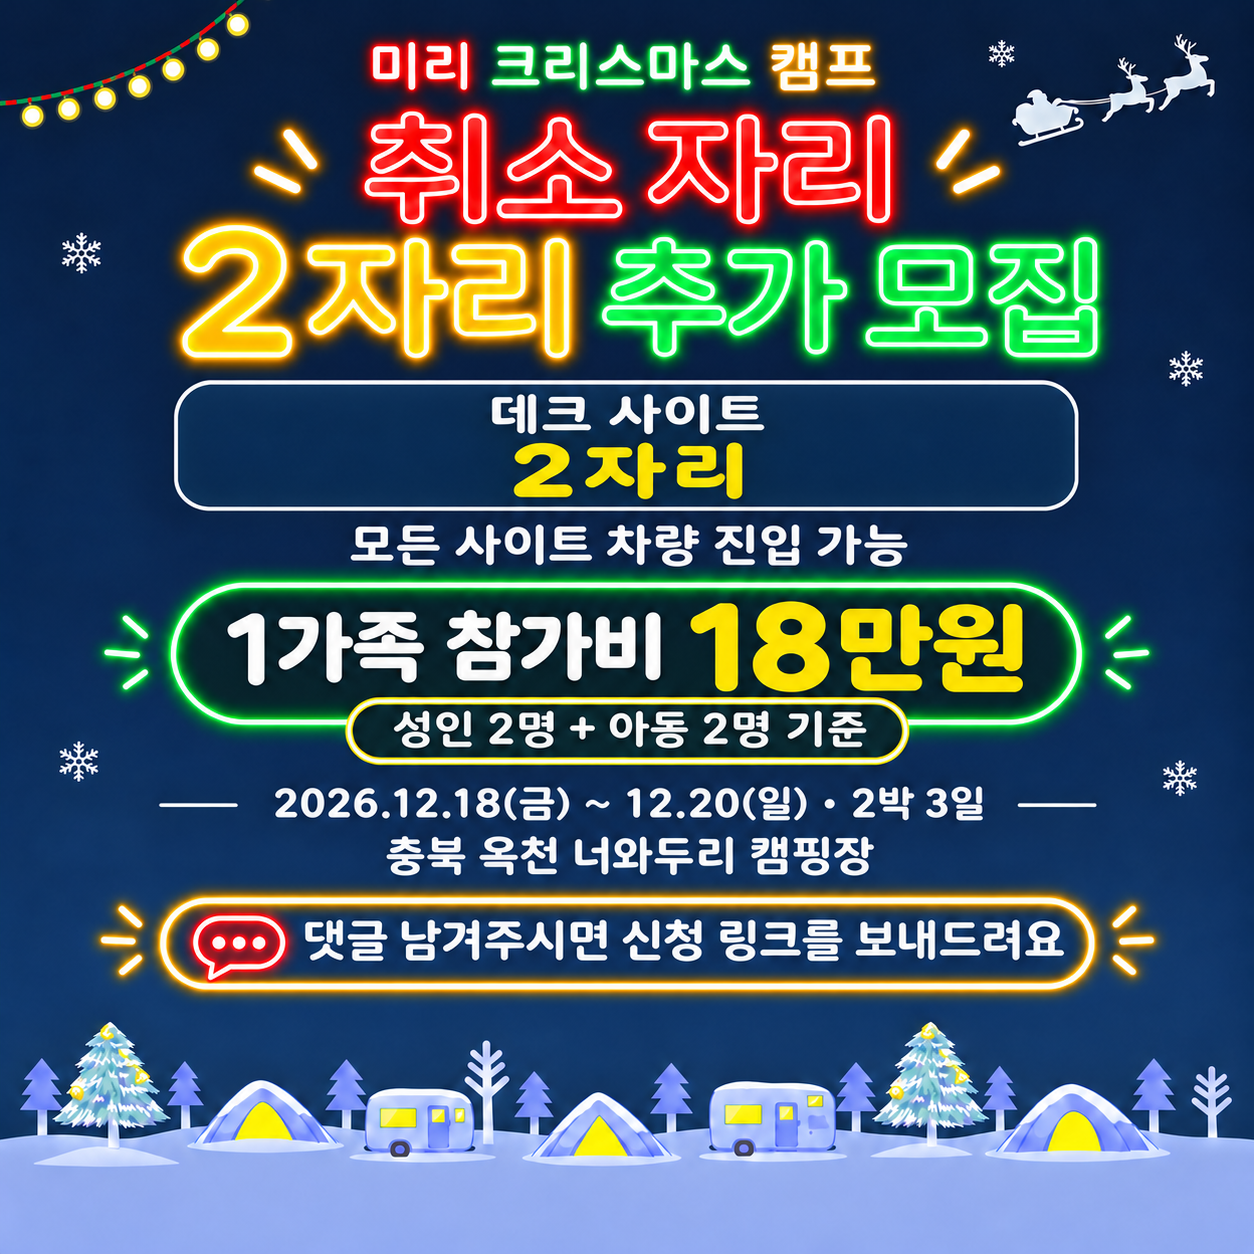 미리 크리스마스 캠프
취소 자리
2자리 추가 모집
데크 사이트
2자리
모든 사이트 차량 진입 가능
1가족 참가비 18만원
성인 2명 + 아동 2명 기준
2026.12.18(금) ~ 12.20(일) • 2박 3일
충북 옥천 너와두리 캠핑장
댓글 남겨주시면 신청 링크를 보내드려요